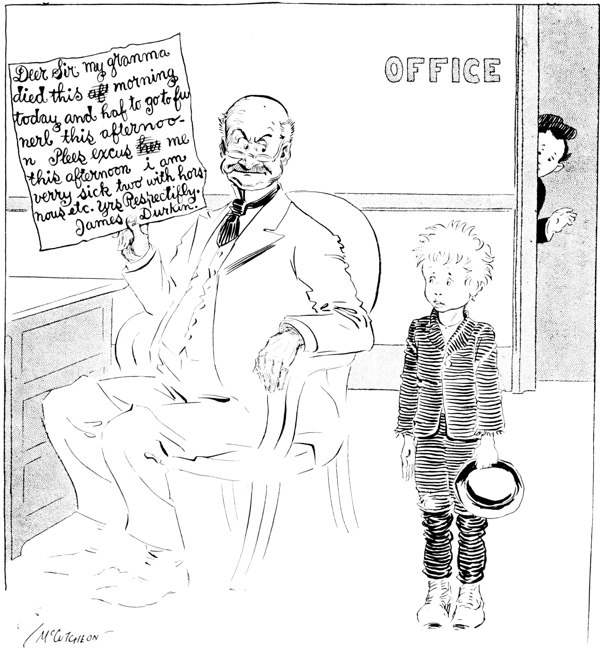 Deer Sir my granma
died this morning
today and haf to go to fu
nerl this afternoo-
n Plees excus me
this afternoon i am
verry sick two with hors
nous etc. Yrs Respectifly.
James Durkin.
OFFICE
McCutcheon